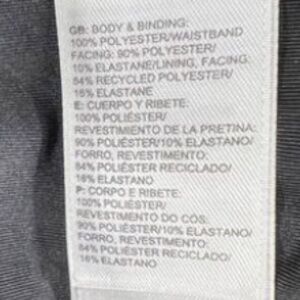 GB: BODY & BINDING:
100% POLYESTER/WAISTBAND
FACING: 90% POLYESTER/
10% ELASTANE/LINING, FACING:
84% RECYCLED POLYESTER/
16% ELASTANE
E: CUERPO Y RIBETE:
100% POLIÉSTER/
REVESTIMIENTO DE LA PRETINA:
90% POLIÉSTER/10% ELASTANO/
FORRO, REVESTIMIENTO:
84% POLIÉSTER RECICLADO/
16% ELASTANO
P: CORPO E RIBETE:
100% POLIÉSTER/
REVESTIMENTO DO CÓS:
90% POLIÉSTER/10% ELASTANO/
FORRO, REVESTIMENTO:
84% POLIÉSTER RECICLADO/
16% ELASTANO